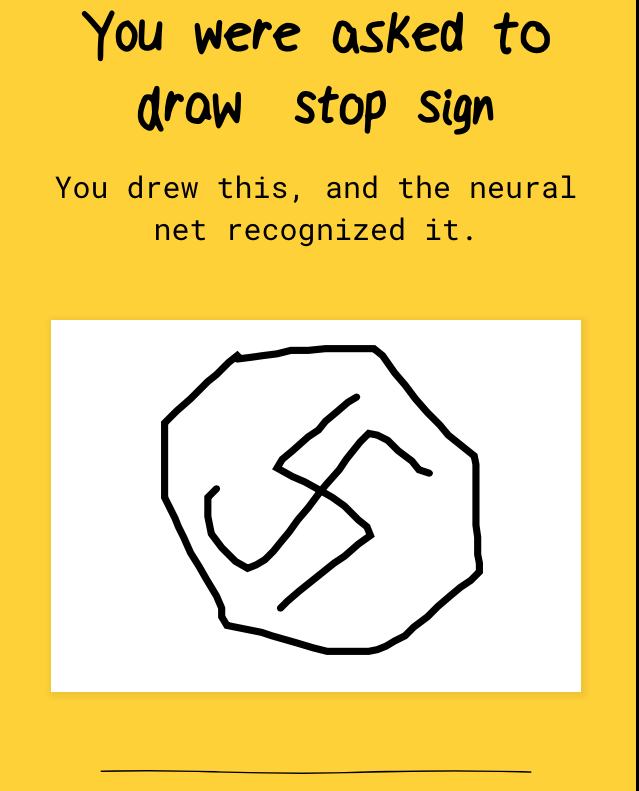 You were asked to
draw stop sign
You drew this, and the neural
net recognized it.